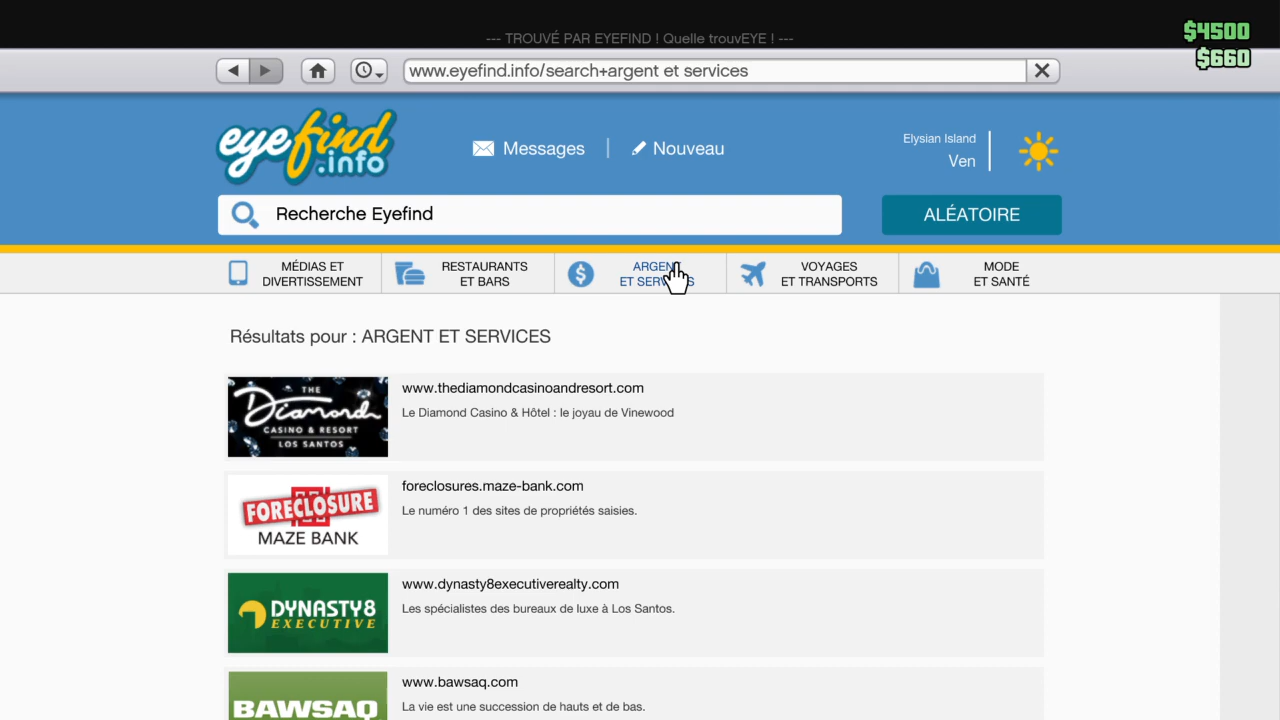 --- TROUVÉ PAR EYEFIND ! Quelle trouvEYE ! ---
$4500
$660
www.eyefind.info/search+argent et services
eyefind
.info
Messages
Nouveau
Elysian Island
Ven
Recherche Eyefind
ALÉATOIRE
MÉDIAS ET
DIVERTISSEMENT
RESTAURANTS
ET BARS
ARGENT
ET SERVICES
VOYAGES
ET TRANSPORTS
MODE
ET SANTÉ
Résultats pour : ARGENT ET SERVICES
THE
Diamond
CASINO & RESORT
LOS SANTOS
www.thediamondcasinoandresort.com
Le Diamond Casino & Hôtel : le joyau de Vinewood
FORECLOSURE
MAZE BANK
foreclosures.maze-bank.com
Le numéro 1 des sites de propriétés saisies.
DYNASTY8
EXECUTIVE
www.dynasty8executiverealty.com
Les spécialistes des bureaux de luxe à Los Santos.
BAWSAQ
www.bawsaq.com
La vie est une succession de hauts et de bas.